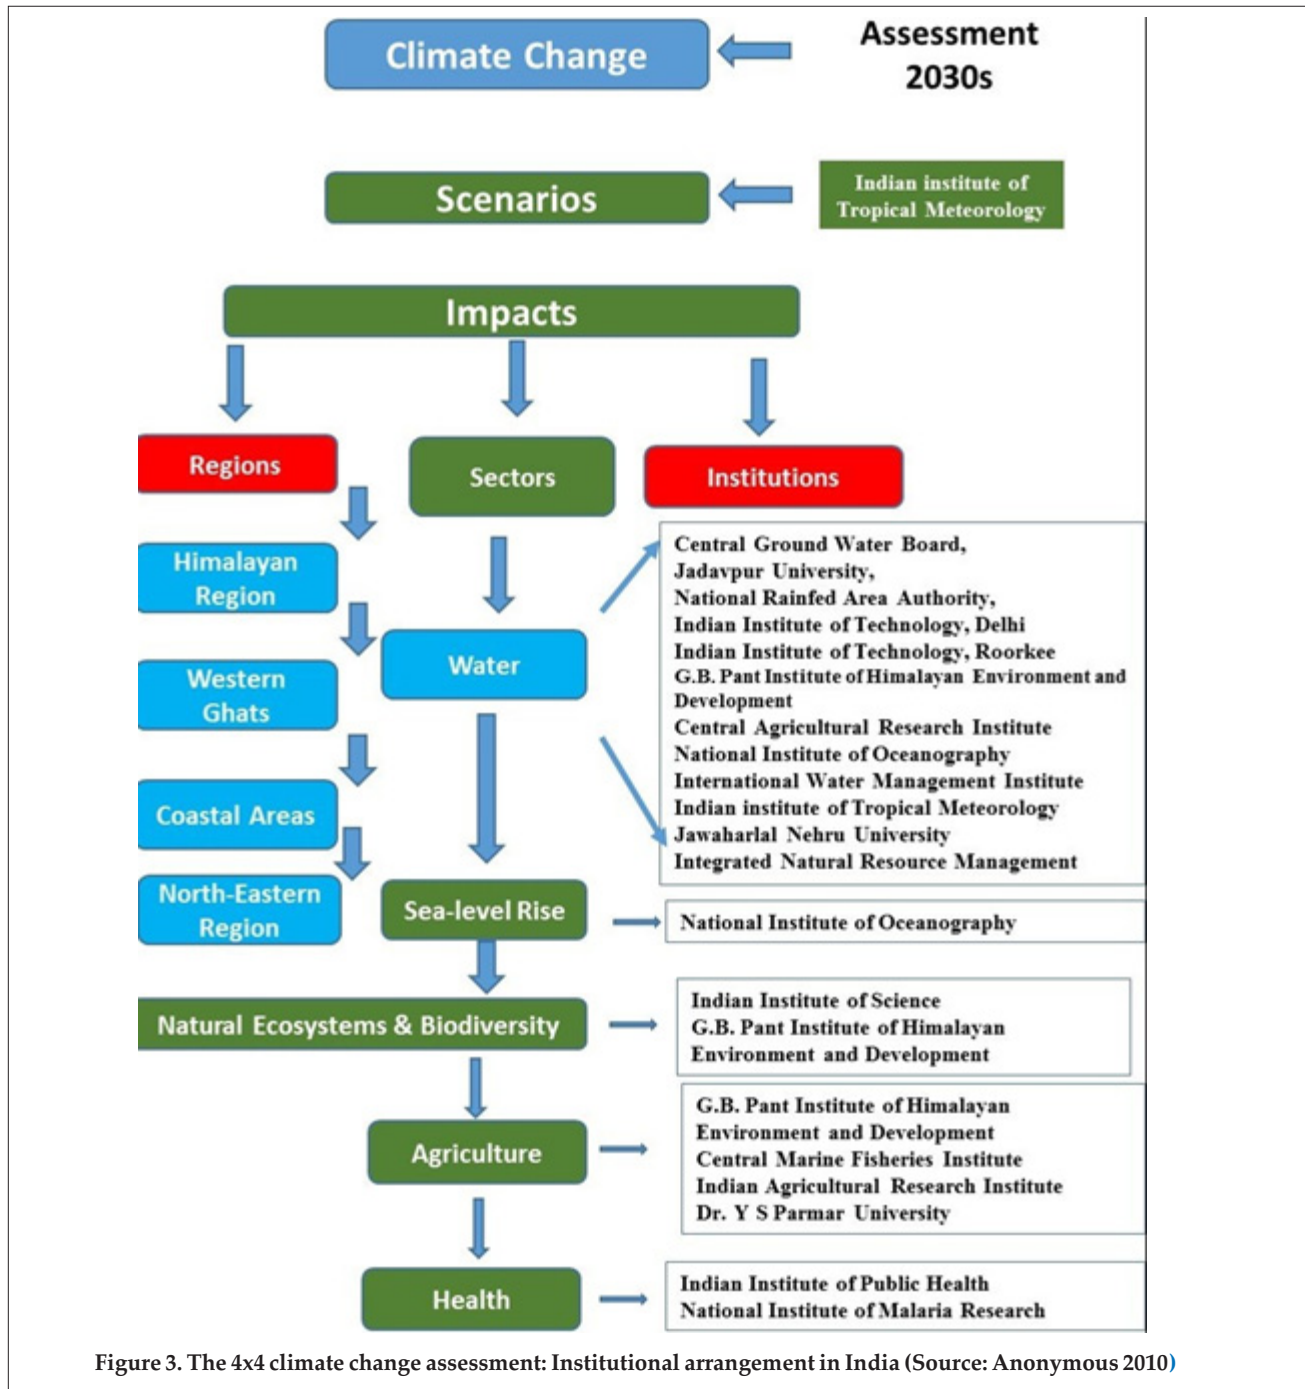 Climate Change
Assessment
2030s
Scenarios
Indian institute of
Tropical Meteorology
Impacts
Regions
Sectors
Institutions
Himalayan
Region
Western
Ghats
Coastal Areas
North-Eastern
Region
Water
Central Ground Water Board,
Jadavpur University,
National Rainfed Area Authority,
Indian Institute of Technology, Delhi
Indian Institute of Technology, Roorkee
G.B. Pant Institute of Himalayan Environment and
Development
Central Agricultural Research Institute
National Institute of Oceanography
International Water Management Institute
Indian institute of Tropical Meteorology
Jawaharlal Nehru University
Integrated Natural Resource Management
Sea-level Rise
National Institute of Oceanography
Natural Ecosystems & Biodiversity
Indian Institute of Science
G.B. Pant Institute of Himalayan
Environment and Development
Agriculture
G.B. Pant Institute of Himalayan
Environment and Development
Central Marine Fisheries Institute
Indian Agricultural Research Institute
Dr. Y S Parmar University
Health
Indian Institute of Public Health
National Institute of Malaria Research
Figure 3. The 4x4 climate change assessment: Institutional arrangement in India (Source: Anonymous 2010)